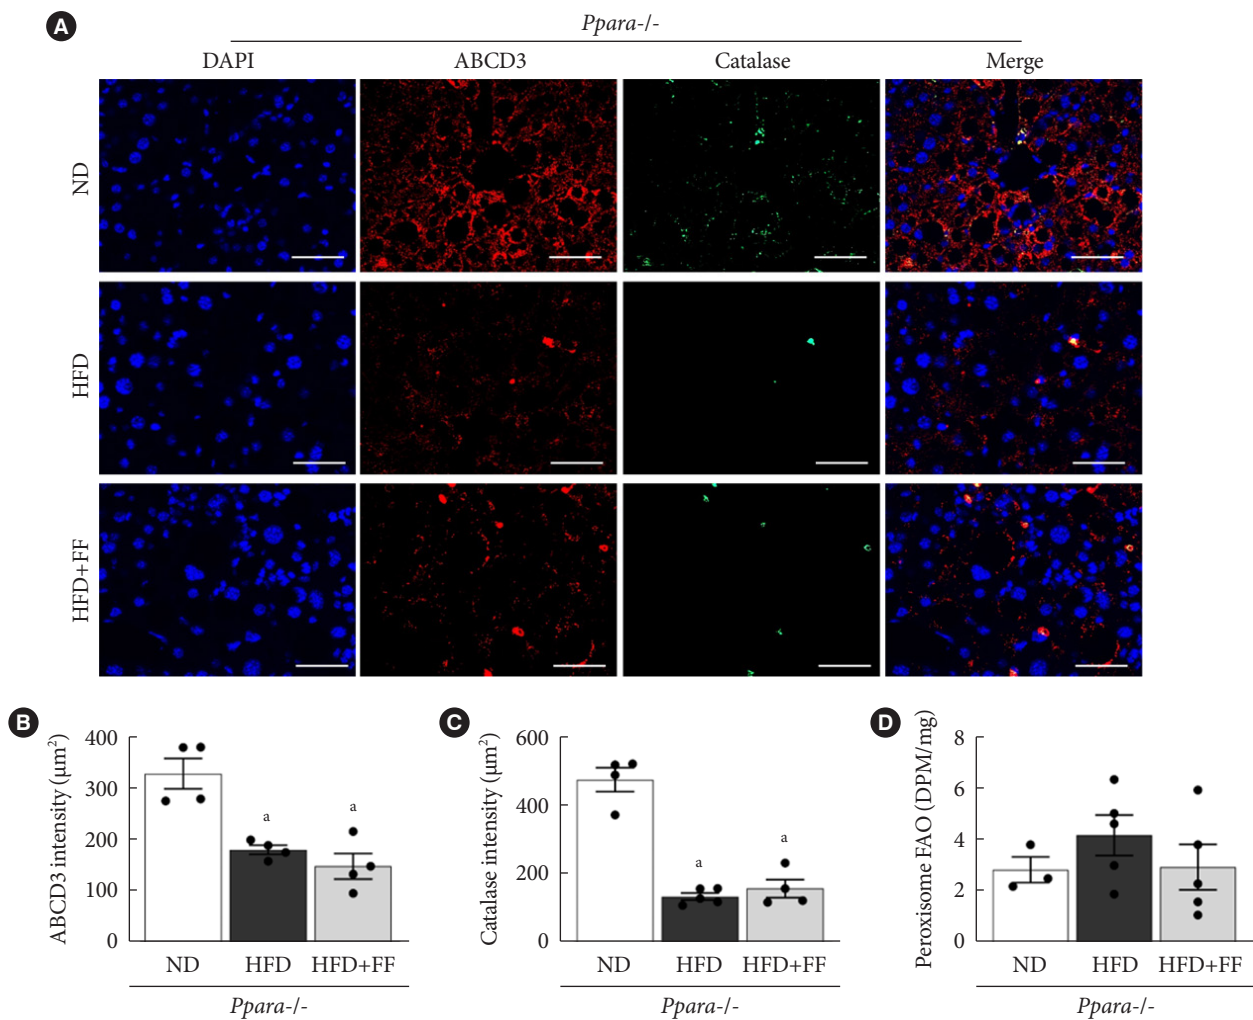 A
Ppara-/-
DAPI ABCD3 Catalase Merge
ND
HFD
HFD+FF
B
ABCD3 intensity (μm²)
400
300
200
100
0
a
a
ND HFD HFD+FF
Ppara-/-
C
Catalase intensity (μm²)
600
400
200
0
a
a
ND HFD HFD+FF
Ppara-/-
D
Peroxisome FAO (DPM/mg)
8
6
4
2
0
ND HFD HFD+FF
Ppara-/-